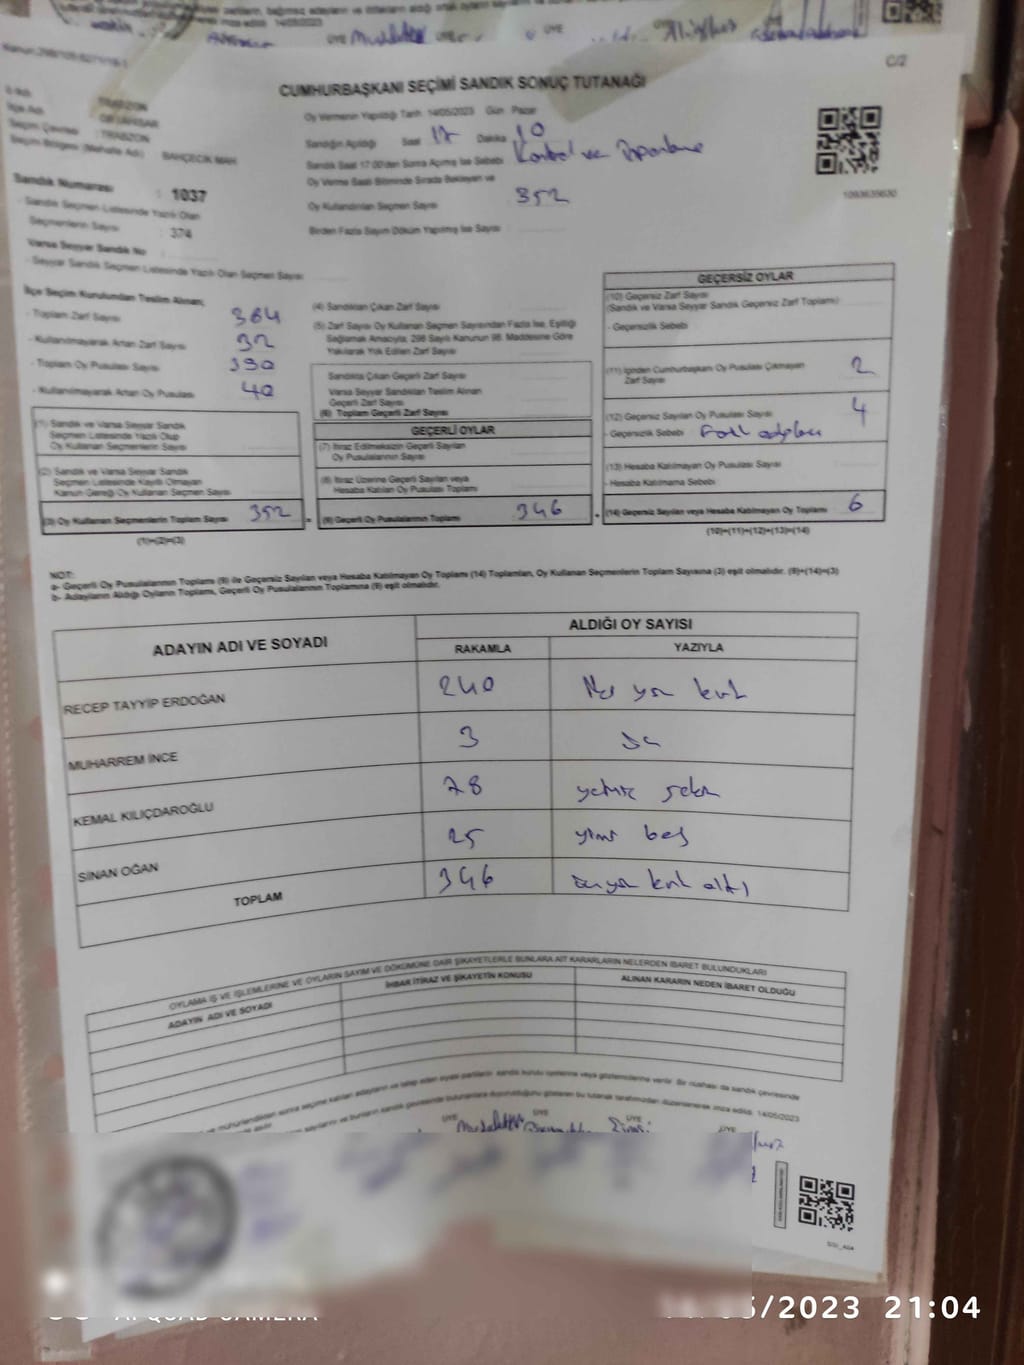 C/2
CUMHURBAŞKANI SEÇİMİ SANDIK SONUÇ TUTANAĞI
İl Adı : TRABZON
İlçe Adı : ORTAHİSAR
Seçim Çevresi : TRABZON
Seçim Bölgesi (Mahalle Adı) : BAHÇECİK MAH
Sandık Numarası : 1037
- Sandık Seçmen Listesinde Yazılı Olan
Seçmenlerin Sayısı : 374
Varsa Seyyar Sandık No :
- Seyyar Sandık Seçmen Listesinde Yazılı Olan Seçmen Sayısı
Oy Vermenin Yapıldığı Tarih 14/05/2023 Gün Pazar
Sandığın Açıldığı Saat 17 Dakika 10
Sandık Saat 17.00'den Sonra Açılmış İse Sebebi Kontrol ve
Oy Verme Saati Bitiminde Sırada Bekleyen ve
Oy Kullandırılan Seçmen Sayısı 352
Birden Fazla Sayım Döküm Yapılmış İse Sayısı
1093635630
İlçe Seçim Kurulundan Teslim Alınan;
- Toplam Zarf Sayısı 384
- Kullanılmayarak Artan Zarf Sayısı 32
- Toplam Oy Pusulası Sayısı 390
- Kullanılmayarak Artan Oy Pusulası 40
(1) Sandık ve Varsa Seyyar Sandık
Seçmen Listesinde Yazılı Olup
Oy Kullanan Seçmenlerin Sayısı
(2) Sandık ve Varsa Seyyar Sandık
Seçmen Listesinde Kayıtlı Olmayan
Kanun Gereği Oy Kullanan Seçmen Sayısı
(3) Oy Kullanan Seçmenlerin Toplam Sayısı 352
(1)+(2)=(3)
(4) Sandıktan Çıkan Zarf Sayısı
(5) Zarf Sayısı Oy Kullanan Seçmen Sayısından Fazla İse, Eşitliği
Sağlamak Amacıyla; 298 Sayılı Kanunun 98. Maddesine Göre
Yakılarak Yok Edilen Zarf Sayısı
Sandıkta Çıkan Geçerli Zarf Sayısı
Varsa Seyyar Sandıktan Teslim Alınan
Geçerli Zarf Sayısı
(6) Toplam Geçerli Zarf Sayısı
GEÇERLİ OYLAR
(7) İtiraz Edilmeksizin Geçerli Sayılan
Oy Pusulalarının Sayısı
(8) İtiraz Üzerine Geçerli Sayılan veya
Hesaba Katılan Oy Pusulası Toplamı
(9) Geçerli Oy Pusulalarının Toplamı 346
GEÇERSİZ OYLAR
(10) Geçersiz Zarf Sayısı
(Sandık ve Varsa Seyyar Sandık Geçersiz Zarf Toplamı)
- Geçersizlik Sebebi
(11) İçinden Cumhurbaşkanı Oy Pusulası Çıkmayan
Zarf Sayısı 2
(12) Geçersiz Sayılan Oy Pusulası Sayısı 4
- Geçersizlik Sebebi
(13) Hesaba Katılmayan Oy Pusulası Sayısı
- Hesaba Katılmama Sebebi
(14) Geçersiz Sayılan veya Hesaba Katılmayan Oy Toplamı 6
(10)+(11)+(12)+(13)=(14)
NOT:
a- Geçerli Oy Pusulalarının Toplamı (9) ile Geçersiz Sayılan veya Hesaba Katılmayan Oy Toplamı (14) Toplamları, Oy Kullanan Seçmenlerin Toplam Sayısına (3) eşit olmalıdır. (9)+(14)=(3)
b- Adayların Aldığı Oyların Toplamı, Geçerli Oy Pusulalarının Toplamına (9) eşit olmalıdır.
ADAYIN ADI VE SOYADI
ALDIĞI OY SAYISI
RAKAMLA YAZIYLA
RECEP TAYYİP ERDOĞAN 240 İki yüz kırk
MUHARREM İNCE 3 üç
KEMAL KILIÇDAROĞLU 78 yetmiş sekiz
SİNAN OĞAN 25 yirmi beş
TOPLAM 346 üç yüz kırk altı
OYLAMA İŞ VE İŞLEMLERİNE VE OYLARIN SAYIM VE DÖKÜMÜNE DAİR ŞİKAYETLERLE BUNLARA AİT KARARLARIN NELERDEN İBARET BULUNDUKLARI
ADAYIN ADI VE SOYADI
İHBAR İTİRAZ VE ŞİKAYETİN KONUSU
ALINAN KARARIN NEDEN İBARET OLDUĞU
14/05/2023
ÜYE ÜYE ÜYE ÜYE
/2023 21:04